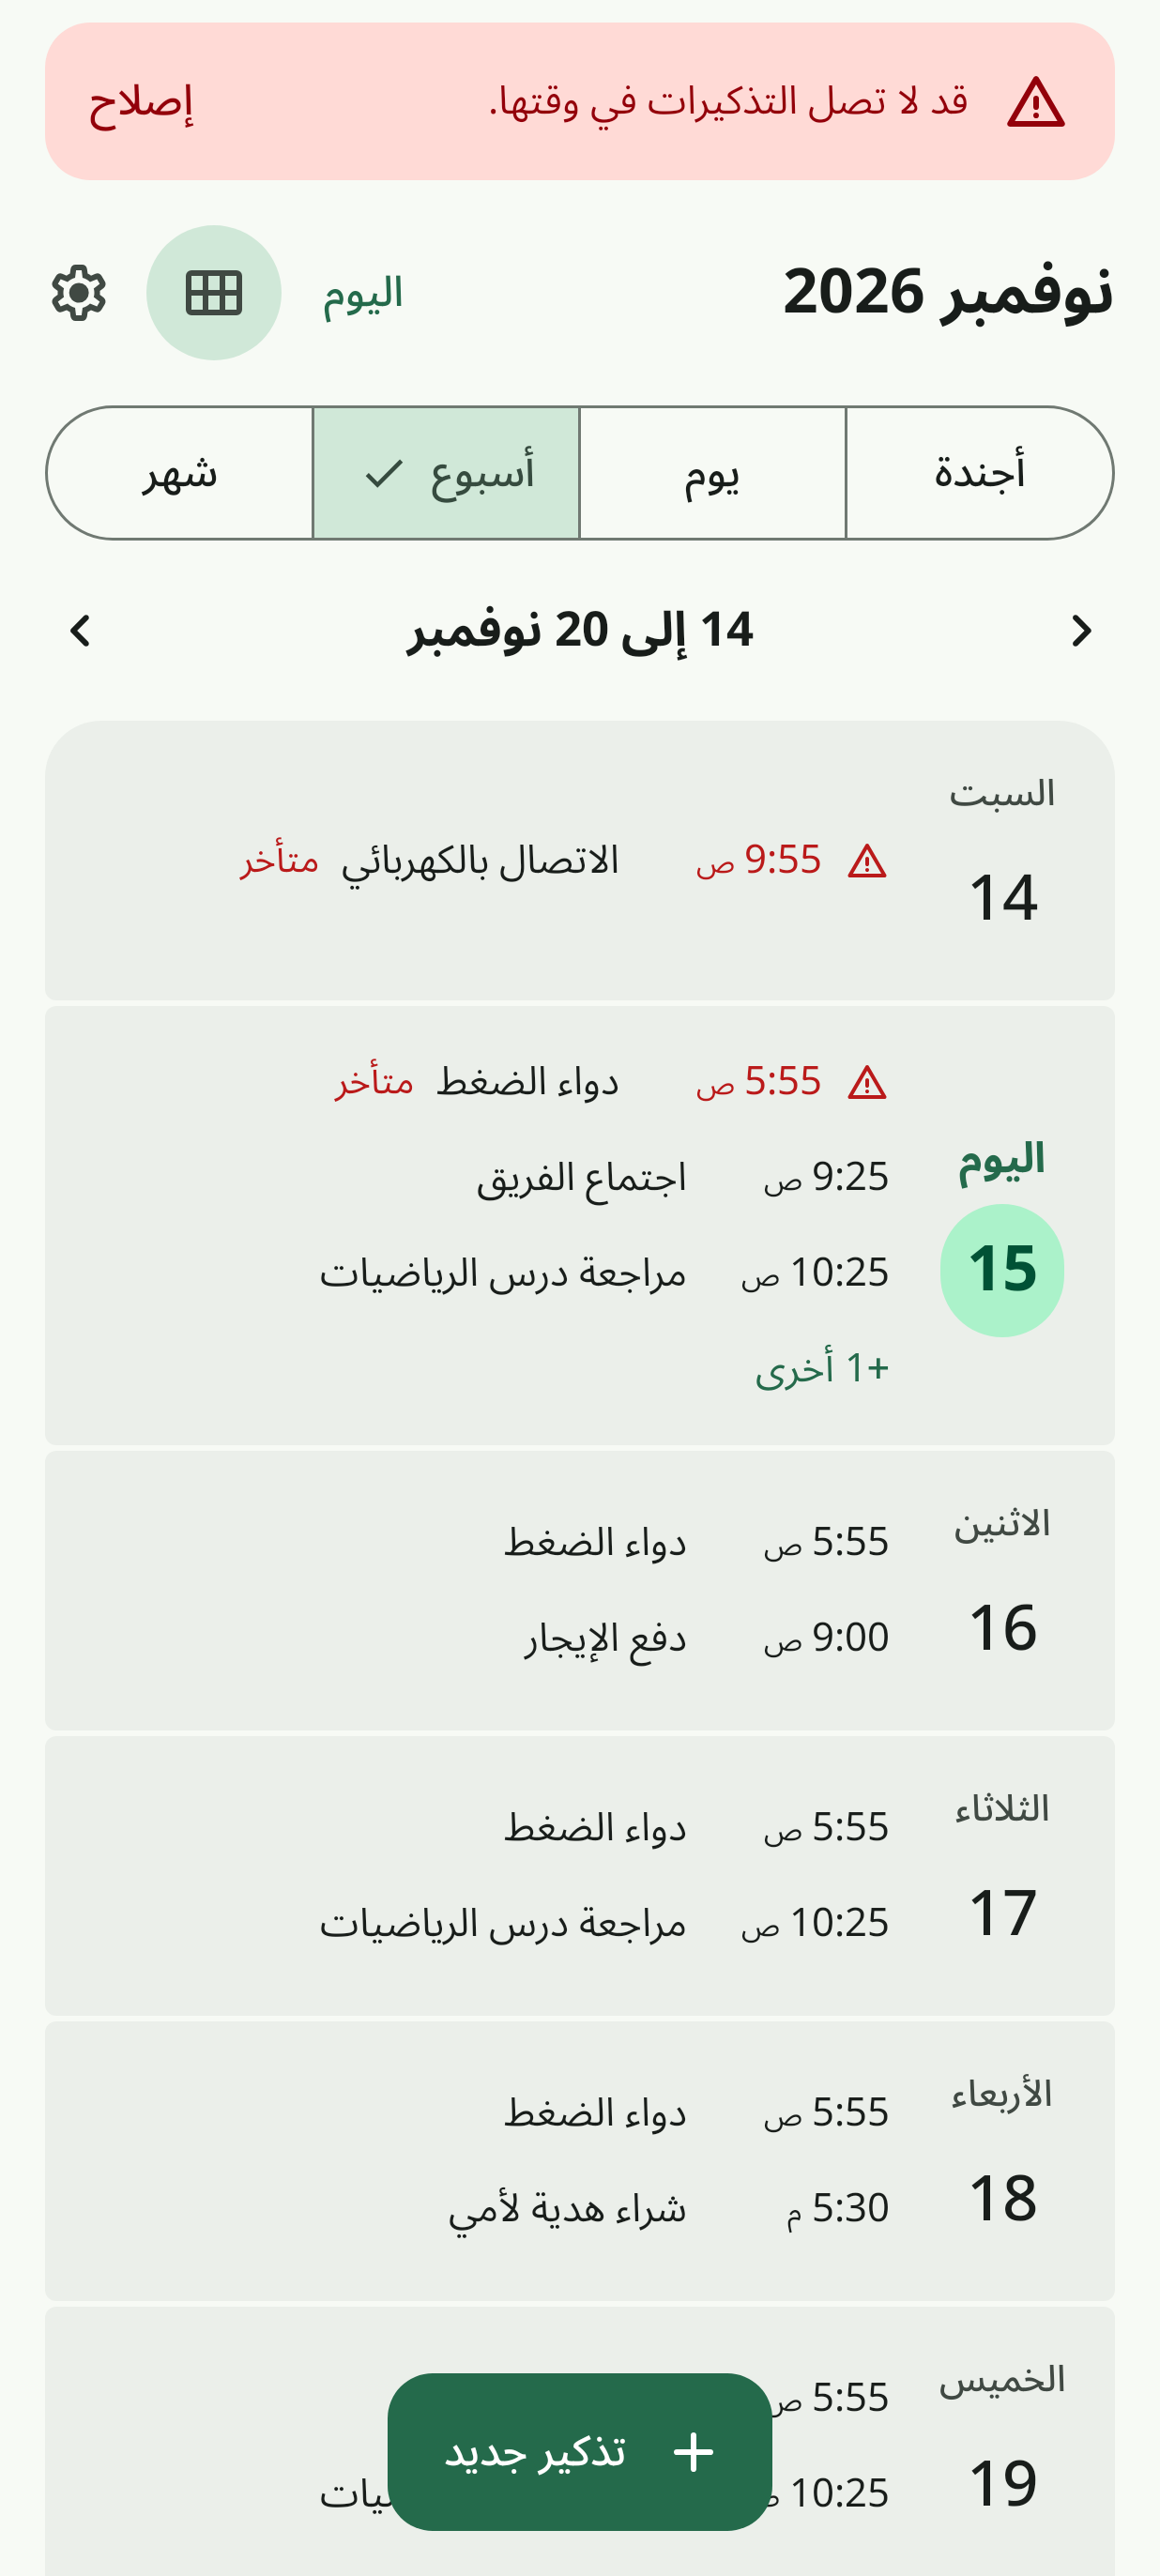 قد لا تصل التذكيرات في وقتها. إصلاح
نوفمبر 2026 اليوم
أجندة يوم أسبوع شهر
14 إلى 20 نوفمبر
السبت
14
9:55 ص الاتصال بالكهربائي متأخر
اليوم
15
5:55 ص دواء الضغط متأخر
9:25 ص اجتماع الفريق
10:25 ص مراجعة درس الرياضيات
+1 أخرى
الاثنين
16
5:55 ص دواء الضغط
9:00 ص دفع الإيجار
الثلاثاء
17
5:55 ص دواء الضغط
10:25 ص مراجعة درس الرياضيات
الأربعاء
18
5:55 ص دواء الضغط
5:30 م شراء هدية لأمي
الخميس
19
5:55 ص
10:25
تذكير جديد